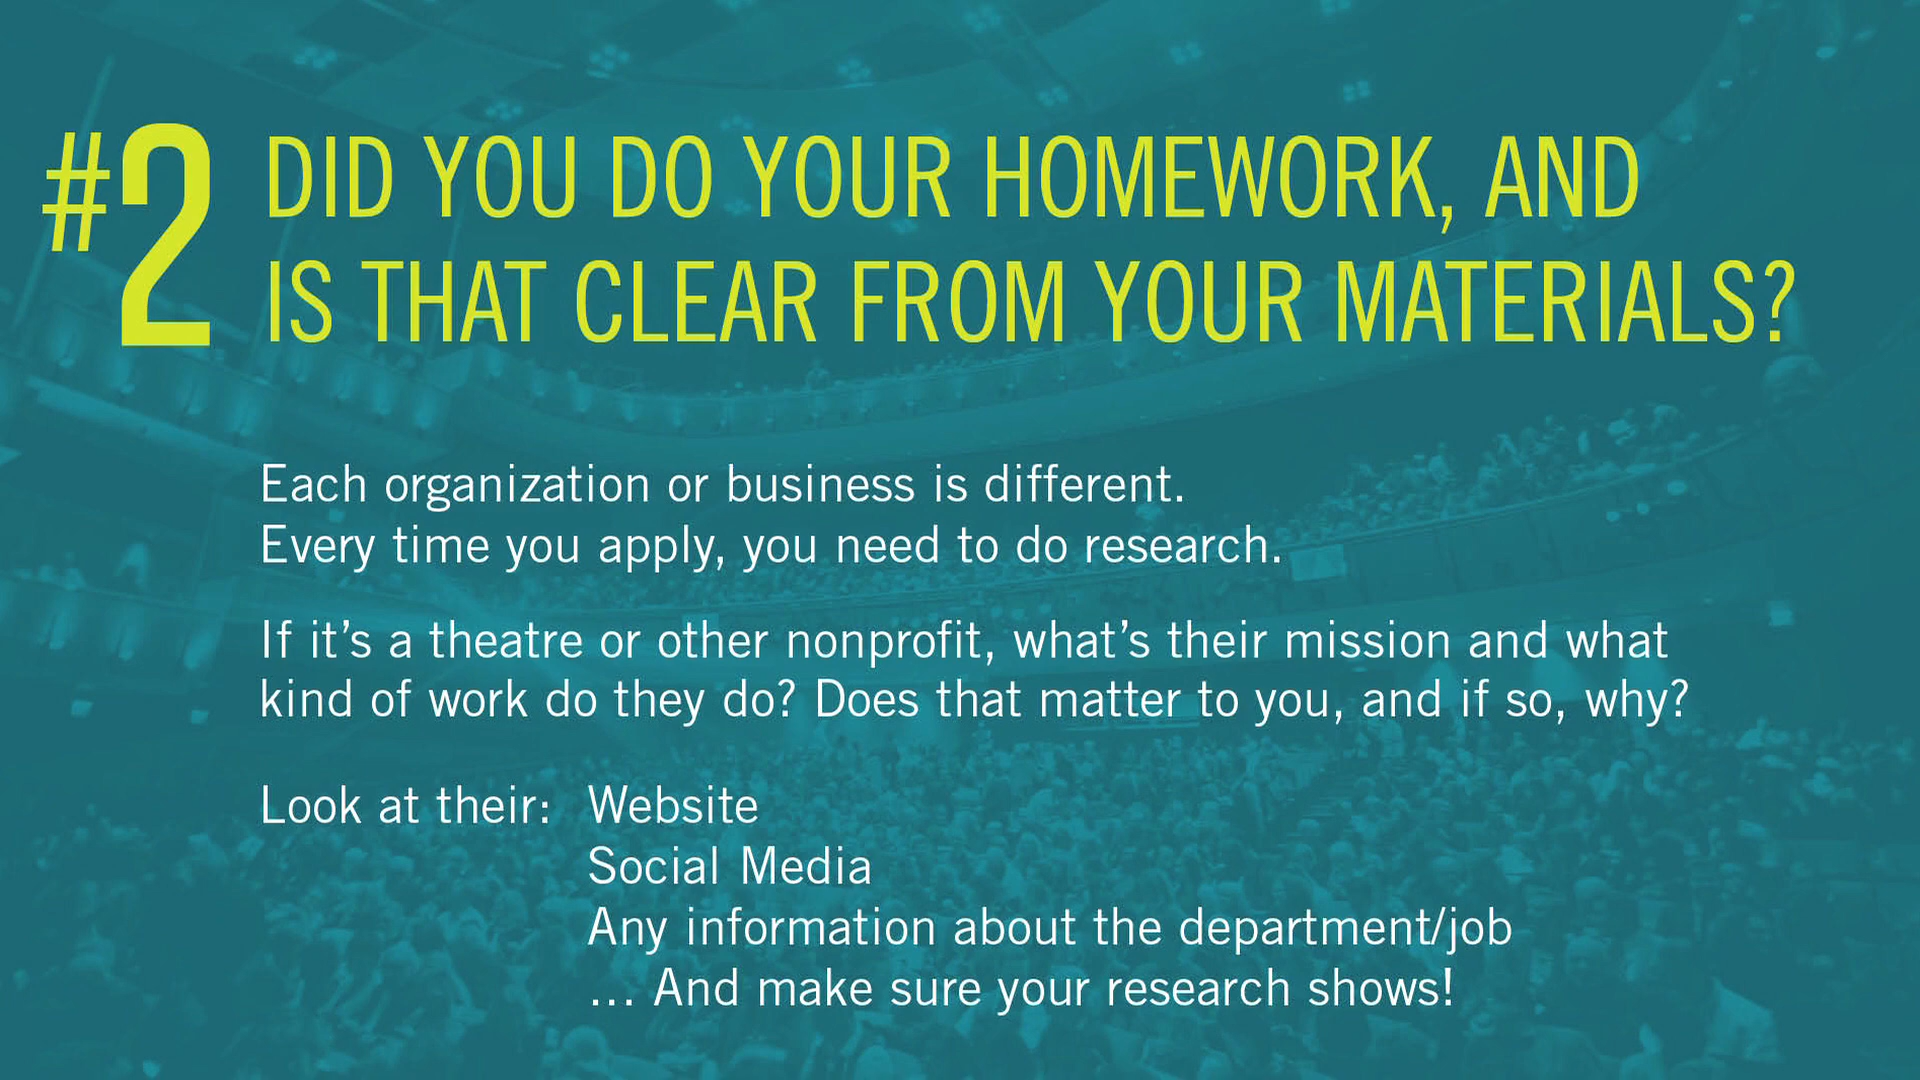 #2 DID YOU DO YOUR HOMEWORK, AND
IS THAT CLEAR FROM YOUR MATERIALS?
Each organization or business is different.
Every time you apply, you need to do research.
If it’s a theatre or other nonprofit, what’s their mission and what
kind of work do they do? Does that matter to you, and if so, why?
Look at their: Website
Social Media
Any information about the department/job
… And make sure your research shows!